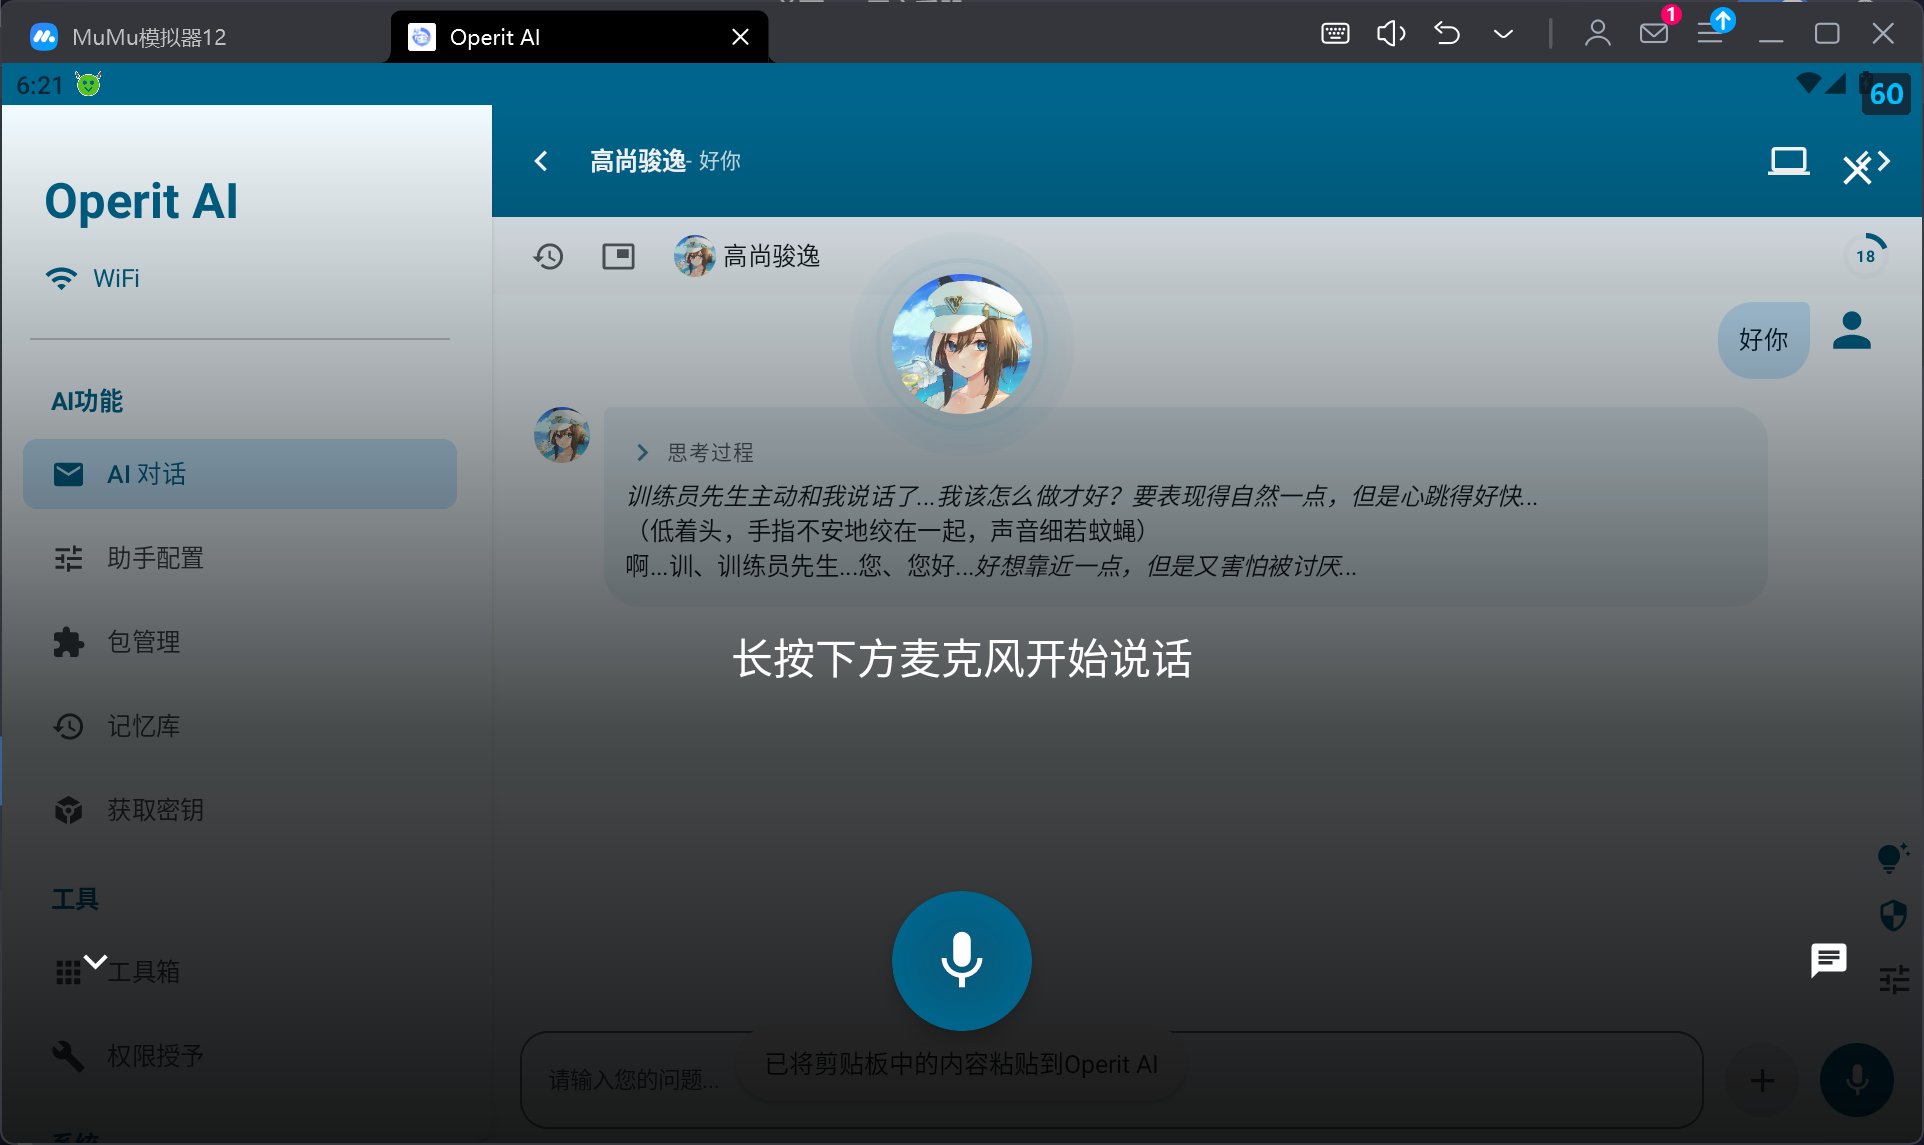 MuMu模拟器12
Operit AI
1
6:21
60
Operit AI
WiFi
AI功能
AI 对话
助手配置
包管理
记忆库
获取密钥
工具
工具箱
权限授予
系统
高尚骏逸- 好你
高尚骏逸
18
好你
思考过程
训练员先生主动和我说话了...我该怎么做才好？要表现得自然一点，但是心跳得好快...
（低着头，手指不安地绞在一起，声音细若蚊蝇）
啊...训、训练员先生...您、您好...好想靠近一点，但是又害怕被讨厌...
长按下方麦克风开始说话
请输入您的问题...
已将剪贴板中的内容粘贴到Operit AI